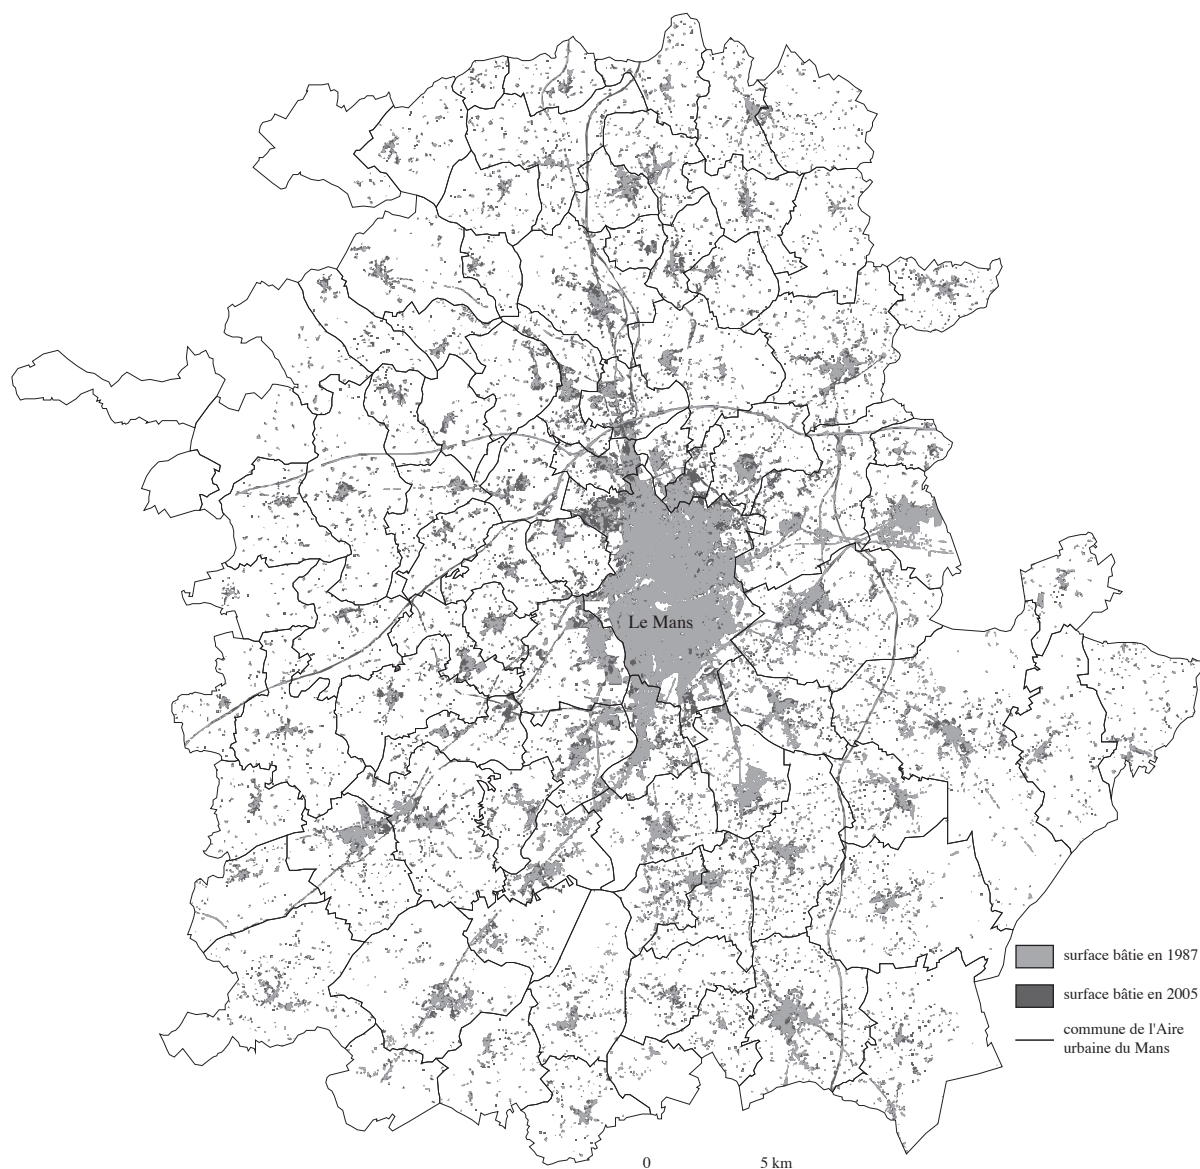 Le Mans
surface bâtie en 1987
surface bâtie en 2005
commune de l'Aire
urbaine du Mans
0 5 km